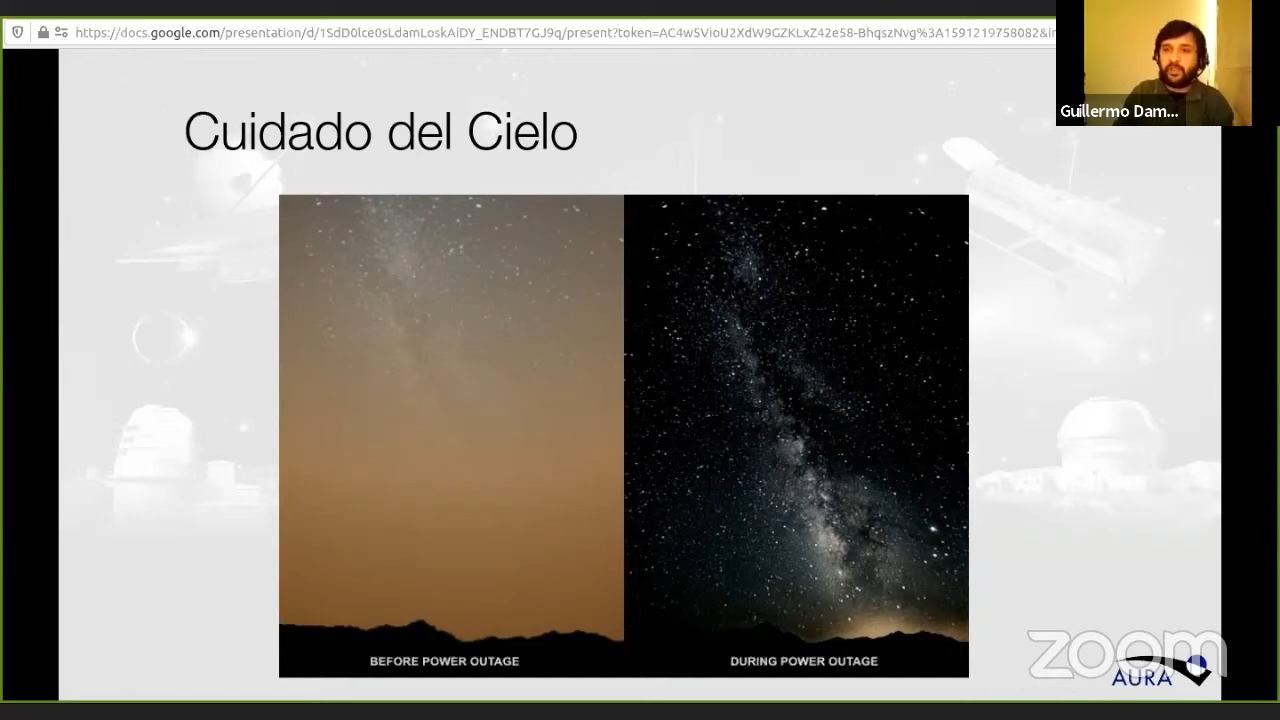 https://docs.google.com/presentation/d/1SdD0lce0sLdamLoskAiDY_ENDBT7GJ9q/present?token=AC4w5VioU2XdW9GZKLxZ42e58-BhqszNvg%3A1591219758082&in
Guillermo Dam...
Cuidado del Cielo
BEFORE POWER OUTAGE
DURING POWER OUTAGE
zoom
AURA